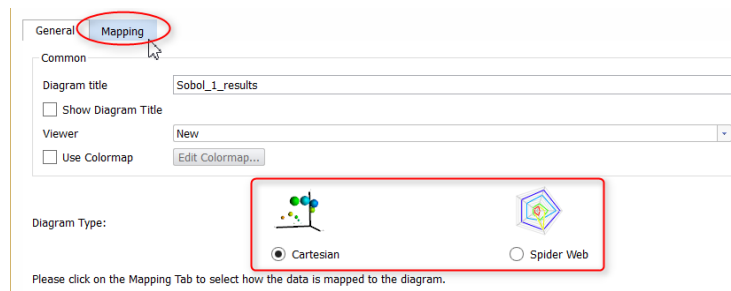 General Mapping
Common
Diagram title Sobol_1_results
Show Diagram Title
Viewer New
Use Colormap Edit Colormap...
Diagram Type:
Cartesian Spider Web
Please click on the Mapping Tab to select how the data is mapped to the diagram.